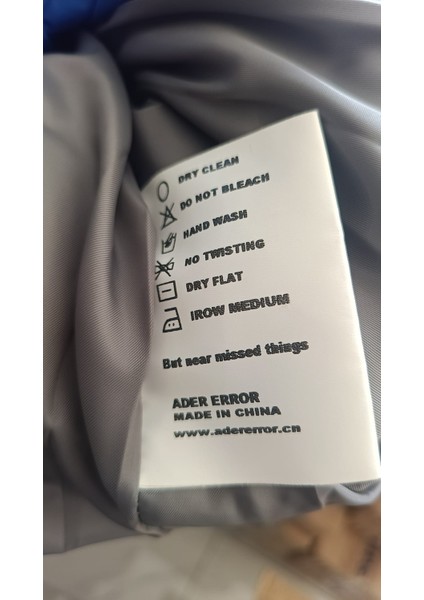 DRY CLEAN
DO NOT BLEACH
HAND WASH
NO TWISTING
DRY FLAT
IROW MEDIUM
But near missed things
ADER ERROR
MADE IN CHINA
www.adererror.cn